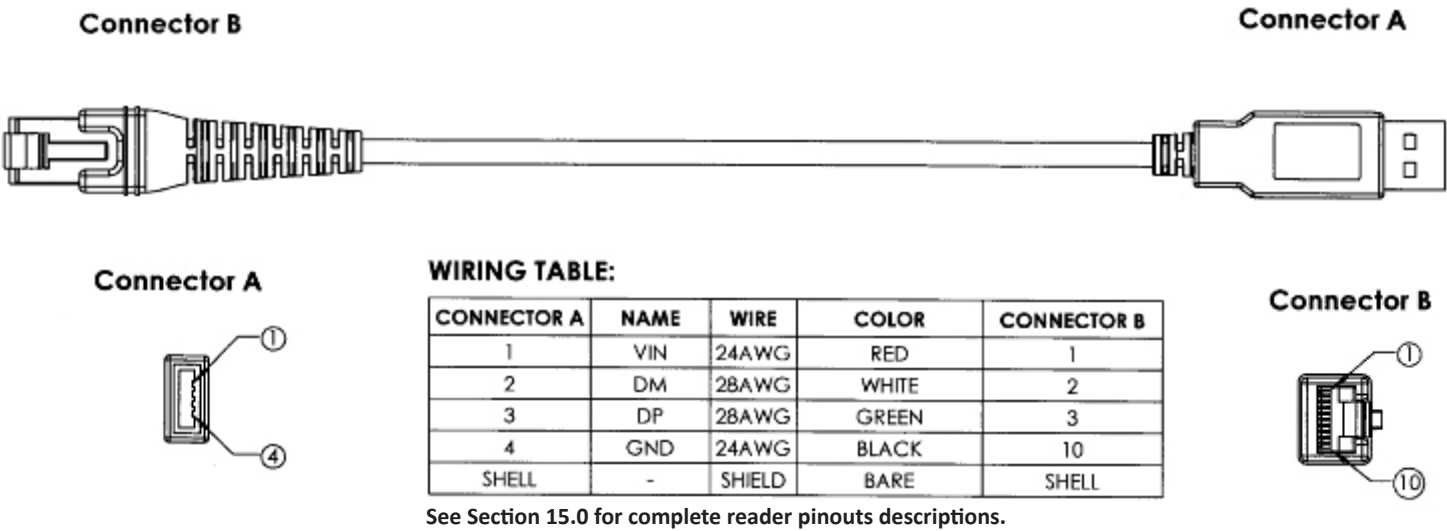 Connector B
Connector A
Connector A
1
4
WIRING TABLE:
CONNECTOR A NAME WIRE COLOR CONNECTOR B
1 VIN 24AWG RED 1
2 DM 28AWG WHITE 2
3 DP 28AWG GREEN 3
4 GND 24AWG BLACK 10
SHELL - SHIELD BARE SHELL
Connector B
1
10
See Section 15.0 for complete reader pinouts descriptions.